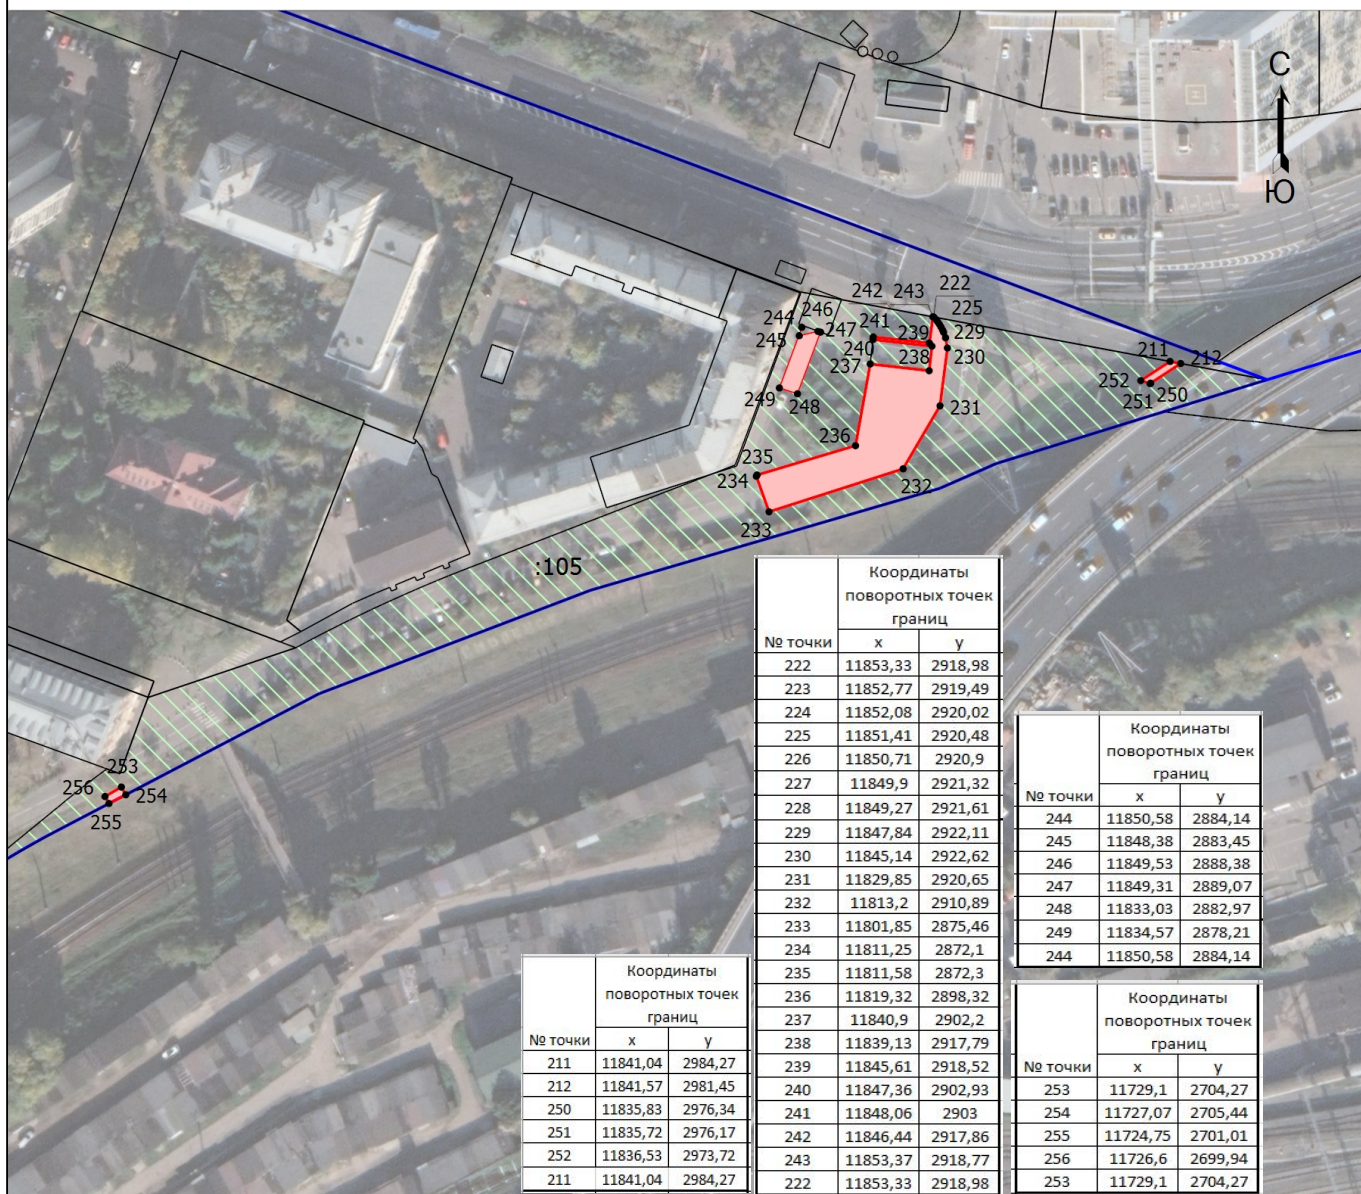 С
Ю
242 243 222
246 241 225
244 247 239 229
245 240 238 230
237
211 212
252
251 250
249 248
231
236
235
234
232
233
:105
253
256 254
255
Координаты
поворотных точек
границ
№ точки x y
222 11853,33 2918,98
223 11852,77 2919,49
224 11852,08 2920,02
225 11851,41 2920,48
226 11850,71 2920,9
227 11849,9 2921,32
228 11849,27 2921,61
229 11847,84 2922,11
230 11845,14 2922,62
231 11829,85 2920,65
232 11813,2 2910,89
233 11801,85 2875,46
234 11811,25 2872,1
235 11811,58 2872,3
236 11819,32 2898,32
237 11840,9 2902,2
238 11839,13 2917,79
239 11845,61 2918,52
240 11847,36 2902,93
241 11848,06 2903
242 11846,44 2917,86
243 11853,37 2918,77
222 11853,33 2918,98
Координаты
поворотных точек
границ
№ точки x y
244 11850,58 2884,14
245 11848,38 2883,45
246 11849,53 2888,38
247 11849,31 2889,07
248 11833,03 2882,97
249 11834,57 2878,21
244 11850,58 2884,14
Координаты
поворотных точек
границ
№ точки x y
211 11841,04 2984,27
212 11841,57 2981,45
250 11835,83 2976,34
251 11835,72 2976,17
252 11836,53 2973,72
211 11841,04 2984,27
Координаты
поворотных точек
границ
№ точки x y
253 11729,1 2704,27
254 11727,07 2705,44
255 11724,75 2701,01
256 11726,6 2699,94
253 11729,1 2704,27